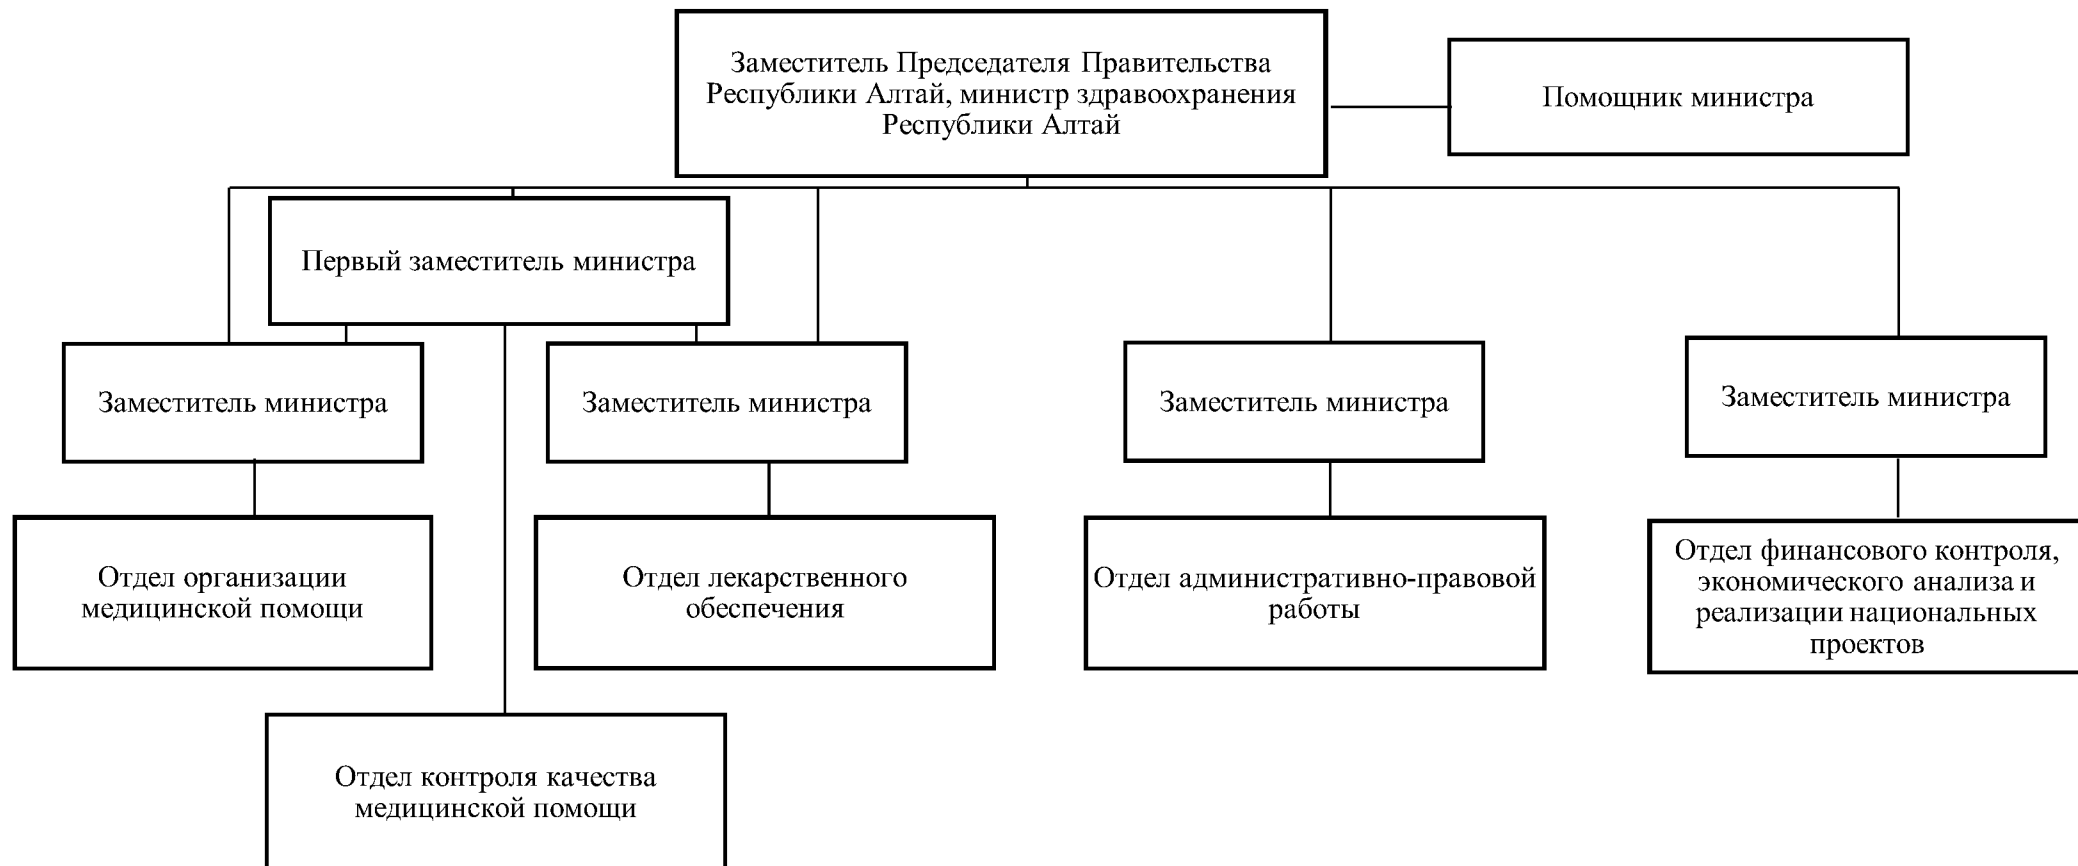 Заместитель Председателя Правительства
Республики Алтай, министр здравоохранения
Республики Алтай
Помощник министра
Первый заместитель министра
Заместитель министра
Заместитель министра
Заместитель министра
Заместитель министра
Отдел организации
медицинской помощи
Отдел лекарственного
обеспечения
Отдел административно-правовой
работы
Отдел финансового контроля,
экономического анализа и
реализации национальных
проектов
Отдел контроля качества
медицинской помощи